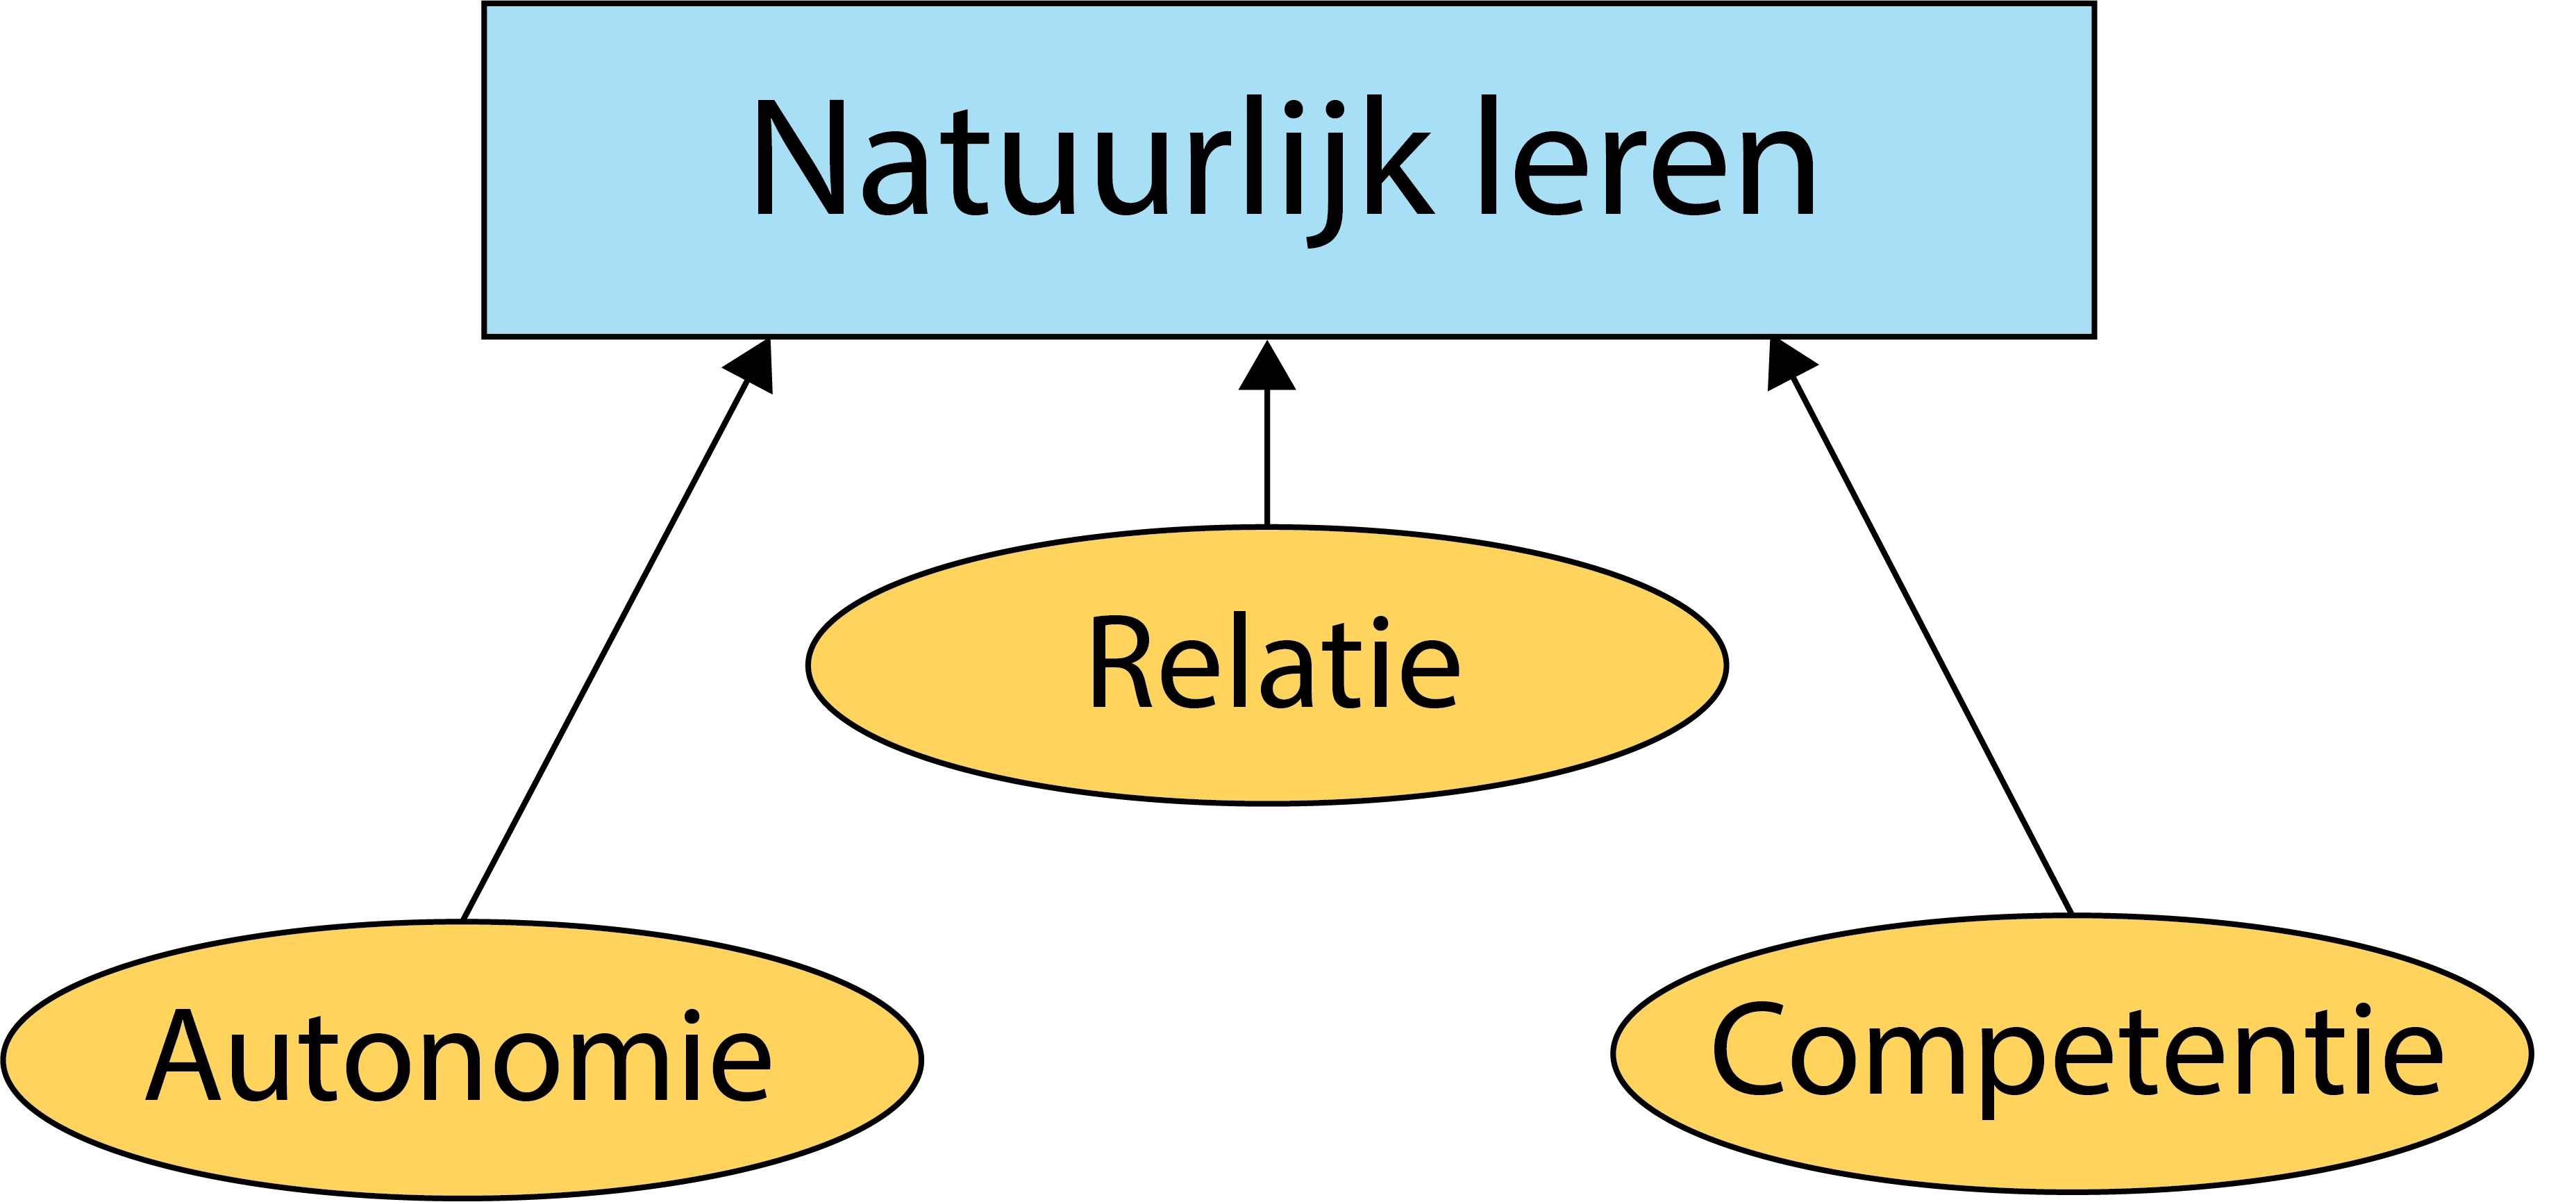 Natuurlijk leren
Relatie
Autonomie
Competentie